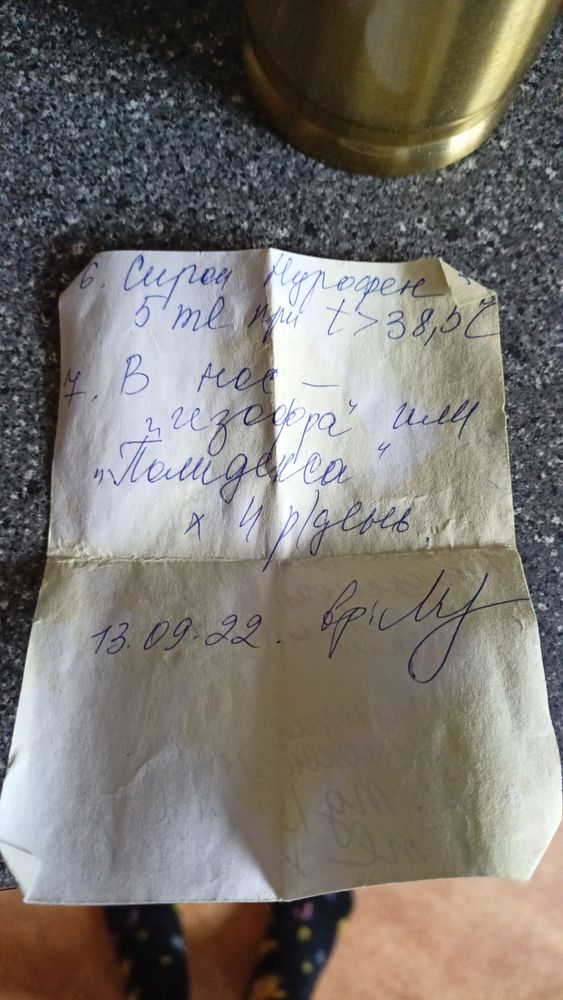 6. Сироп Нурофен
5 ml при t > 38,5 С
7. В нос –
„изофра“ или
„Полидекса“
х 4 р/день.
13.09.22. вр: